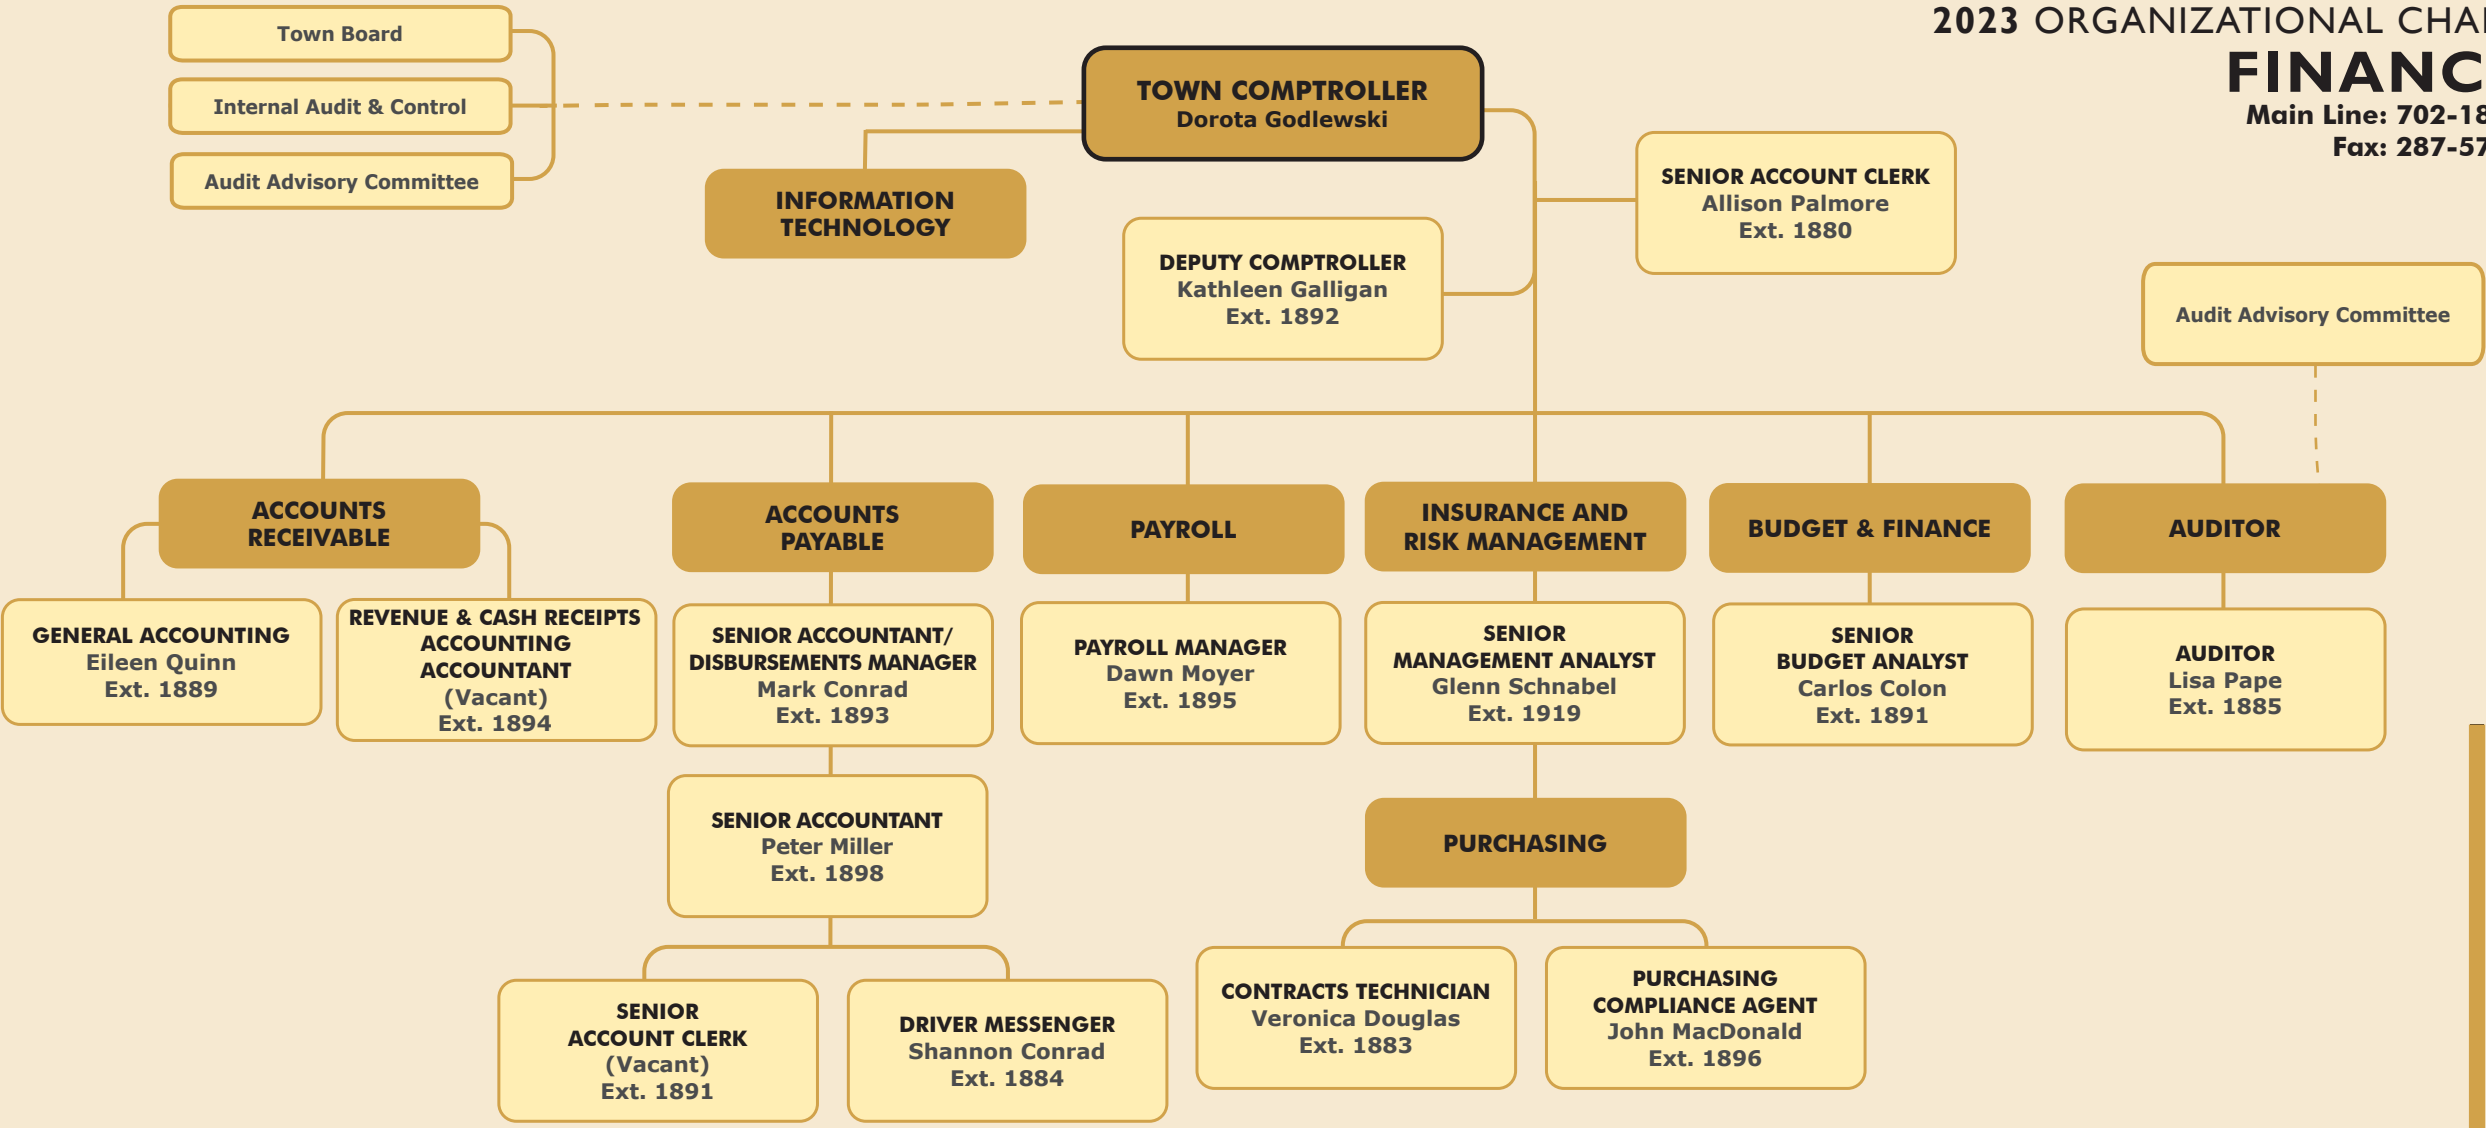 2023 ORGANIZATIONAL
FINANC
Main Line:
Fax:
Town Board
Internal Audit & Control
Audit Advisory Committee
TOWN COMPTROLLER
Dorota Godlewski
INFORMATION
TECHNOLOGY
SENIOR ACCOUNT CLERK
Allison Palmore
Ext. 1880
DEPUTY COMPTROLLER
Kathleen Galligan
Ext. 1892
Audit Advisory Committee
ACCOUNTS
RECEIVABLE
ACCOUNTS
PAYABLE
PAYROLL
INSURANCE AND
RISK MANAGEMENT
BUDGET & FINANCE
AUDITOR
GENERAL ACCOUNTING
Eileen Quinn
Ext. 1889
REVENUE & CASH RECEIPTS
ACCOUNTING
ACCOUNTANT
(Vacant)
Ext. 1894
SENIOR ACCOUNTANT/
DISBURSEMENTS MANAGER
Mark Conrad
Ext. 1893
PAYROLL MANAGER
Dawn Moyer
Ext. 1895
SENIOR
MANAGEMENT ANALYST
Glenn Schnabel
Ext. 1919
SENIOR
BUDGET ANALYST
Carlos Colon
Ext. 1891
AUDITOR
Lisa Pape
Ext. 1885
SENIOR ACCOUNTANT
Peter Miller
Ext. 1898
PURCHASING
SENIOR
ACCOUNT CLERK
(Vacant)
Ext. 1891
DRIVER MESSENGER
Shannon Conrad
Ext. 1884
CONTRACTS TECHNICIAN
Veronica Douglas
Ext. 1883
PURCHASING
COMPLIANCE AGENT
John MacDonald
Ext. 1896